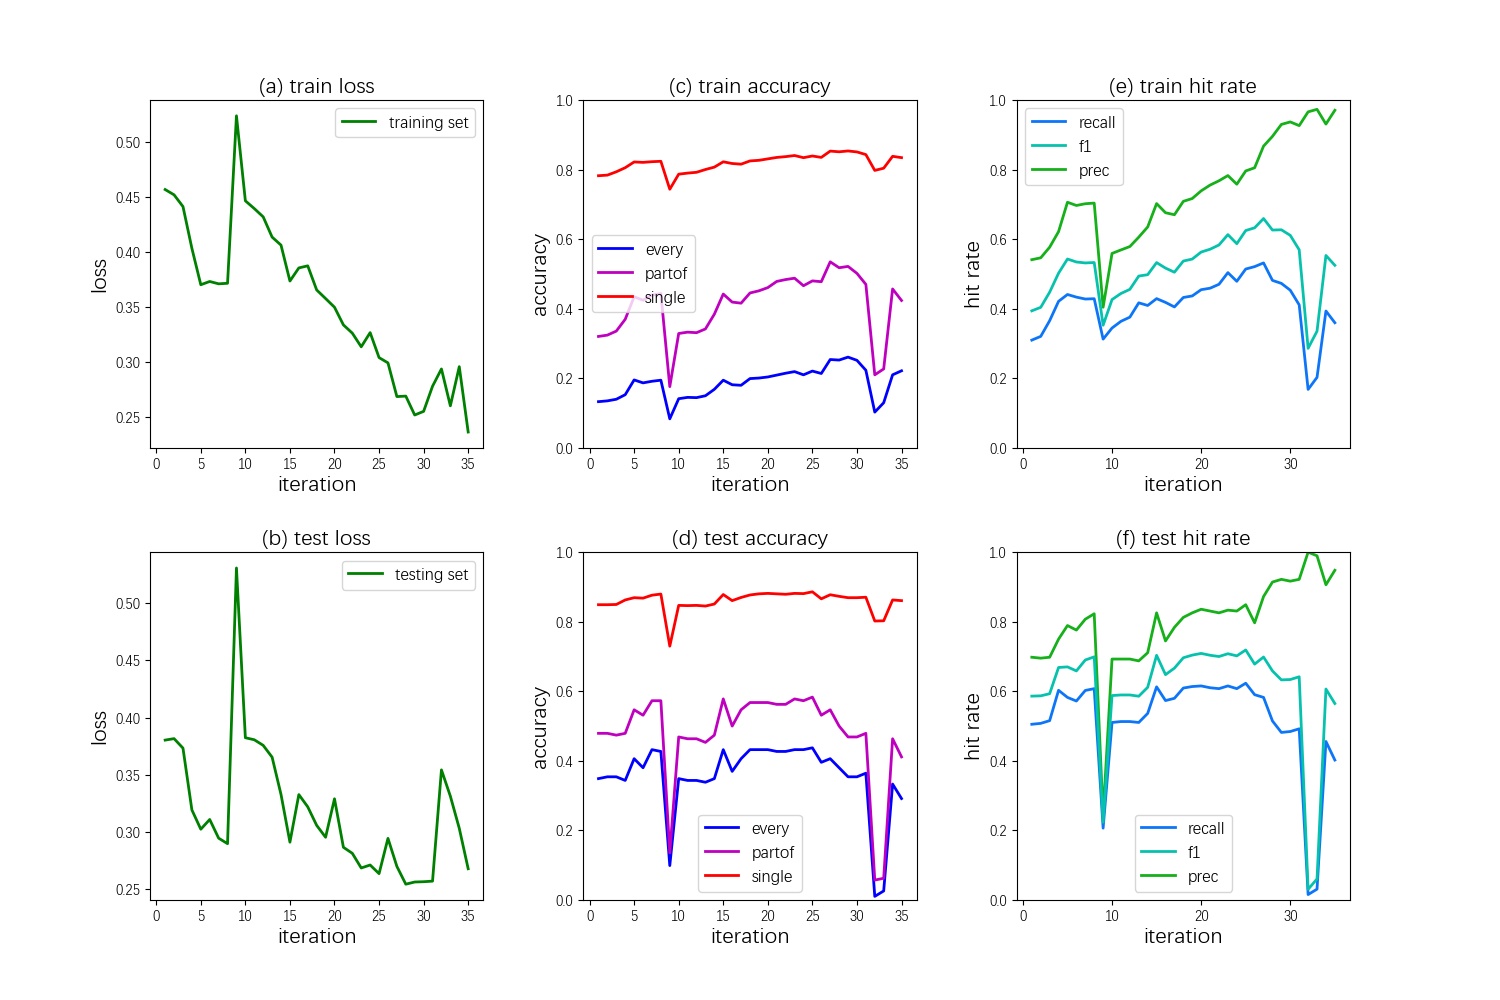 (a) train loss
training set
0.50
0.45
0.40
0.35
0.30
0.25
loss
0 5 10 15 20 25 30 35
iteration
(c) train accuracy
1.0
0.8
0.6
0.4
0.2
0.0
accuracy
every
partof
single
0 5 10 15 20 25 30 35
iteration
(e) train hit rate
1.0
0.8
0.6
0.4
0.2
0.0
hit rate
recall
f1
prec
0 10 20 30
iteration
(b) test loss
testing set
0.50
0.45
0.40
0.35
0.30
0.25
loss
0 5 10 15 20 25 30 35
iteration
(d) test accuracy
1.0
0.8
0.6
0.4
0.2
0.0
accuracy
every
partof
single
0 5 10 15 20 25 30 35
iteration
(f) test hit rate
1.0
0.8
0.6
0.4
0.2
0.0
hit rate
recall
f1
prec
0 10 20 30
iteration